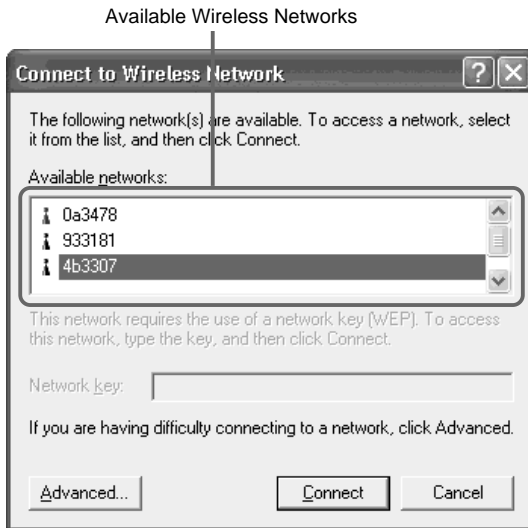 Available Wireless Networks
Connect to Wireless Network
The following network(s) are available. To access a network, select
it from the list, and then click Connect.
Available networks:
0a3478
933181
4b3307
This network requires the use of a network key (WEP). To access
this network, type the key, and then click Connect.
Network key:
If you are having difficulty connecting to a network, click Advanced.
Advanced... Connect Cancel